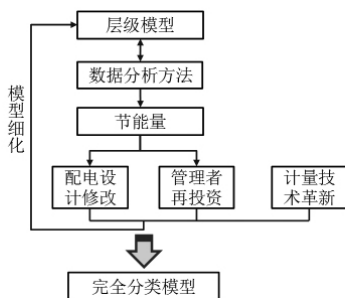 层级模型
数据分析方法
模型细化
节能量
配电设
计修改
管理者
再投资
计量技
术革新
完全分类模型